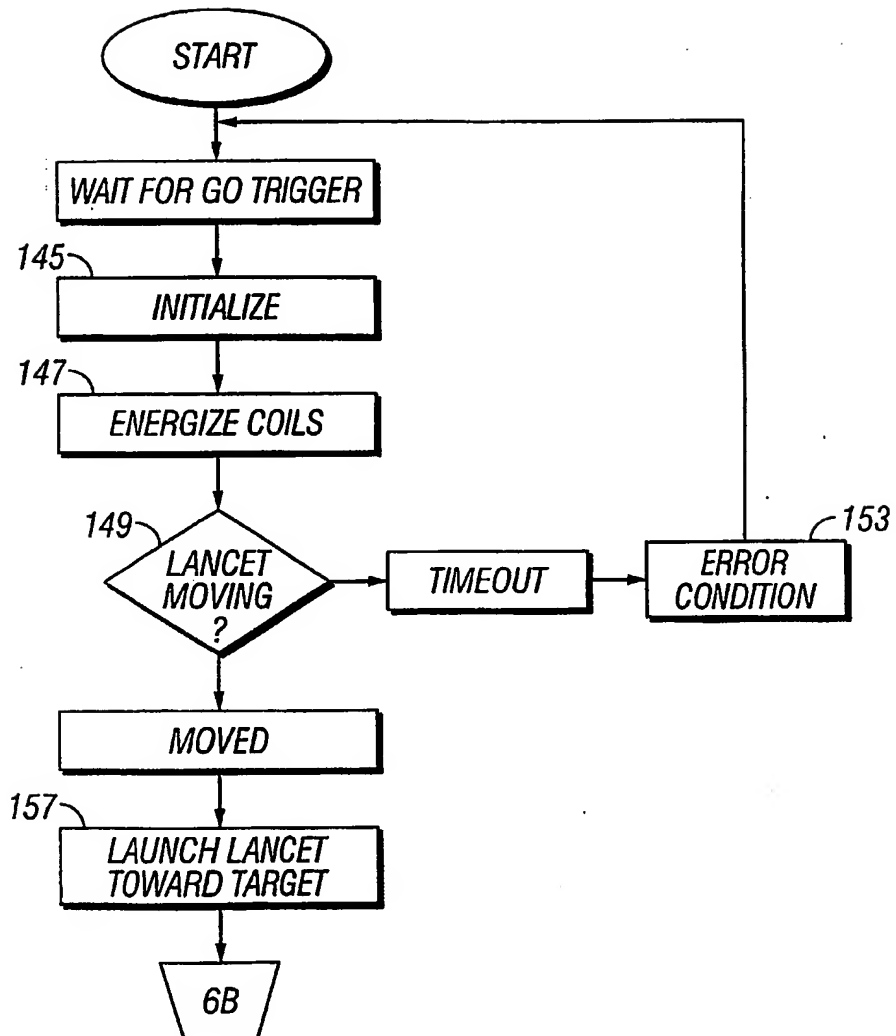 START
WAIT FOR GO TRIGGER
145
INITIALIZE
147
ENERGIZE COILS
149
LANCET
MOVING
?
TIMEOUT
153
ERROR
CONDITION
MOVED
157
LAUNCH LANCET
TOWARD TARGET
6B